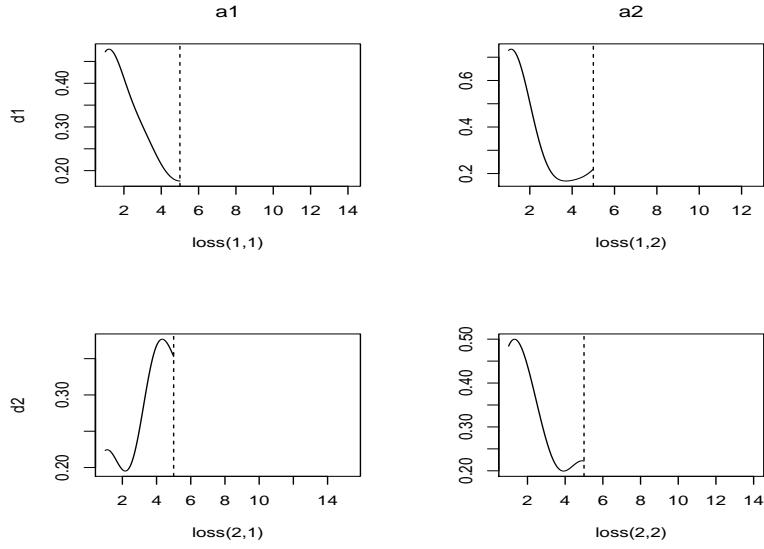 a1
a2
d1
0.20 0.30 0.40
2 4 6 8 10 12 14
loss(1,1)
0.2 0.4 0.6
2 4 6 8 10 12
loss(1,2)
d2
0.20 0.30
2 4 6 8 10 14
loss(2,1)
0.20 0.30 0.40 0.50
2 4 6 8 10 12 14
loss(2,2)